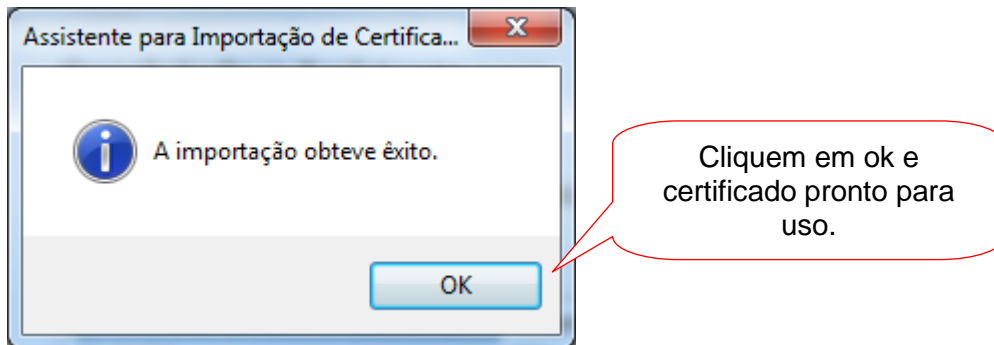 Assistente para Importação de Certifica...
A importação obteve êxito.
OK
Cliquem em ok e
certificado pronto para
uso.